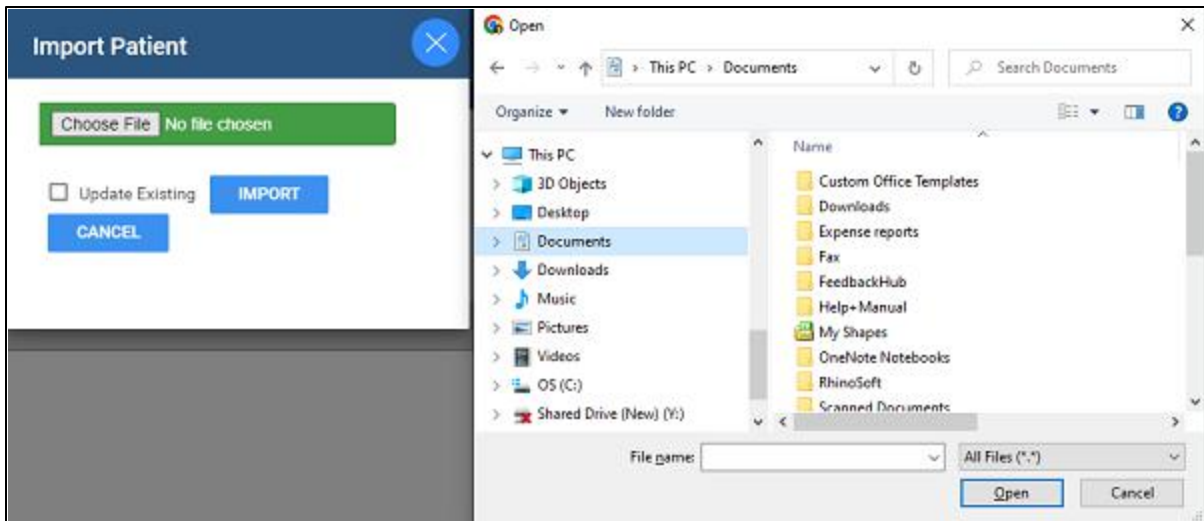 Import Patient
Choose File No file chosen
Update Existing IMPORT
CANCEL
Open
This PC > Documents
Search Documents
Organize New folder
This PC
3D Objects
Desktop
Documents
Downloads
Music
Pictures
Videos
OS (C:)
Shared Drive (New) (Y:)
Name
Custom Office Templates
Downloads
Expense reports
Fax
FeedbackHub
Help+Manual
My Shapes
OneNote Notebooks
RhinoSoft
Scanned Documents
File name:
All Files (*.*)
Open Cancel